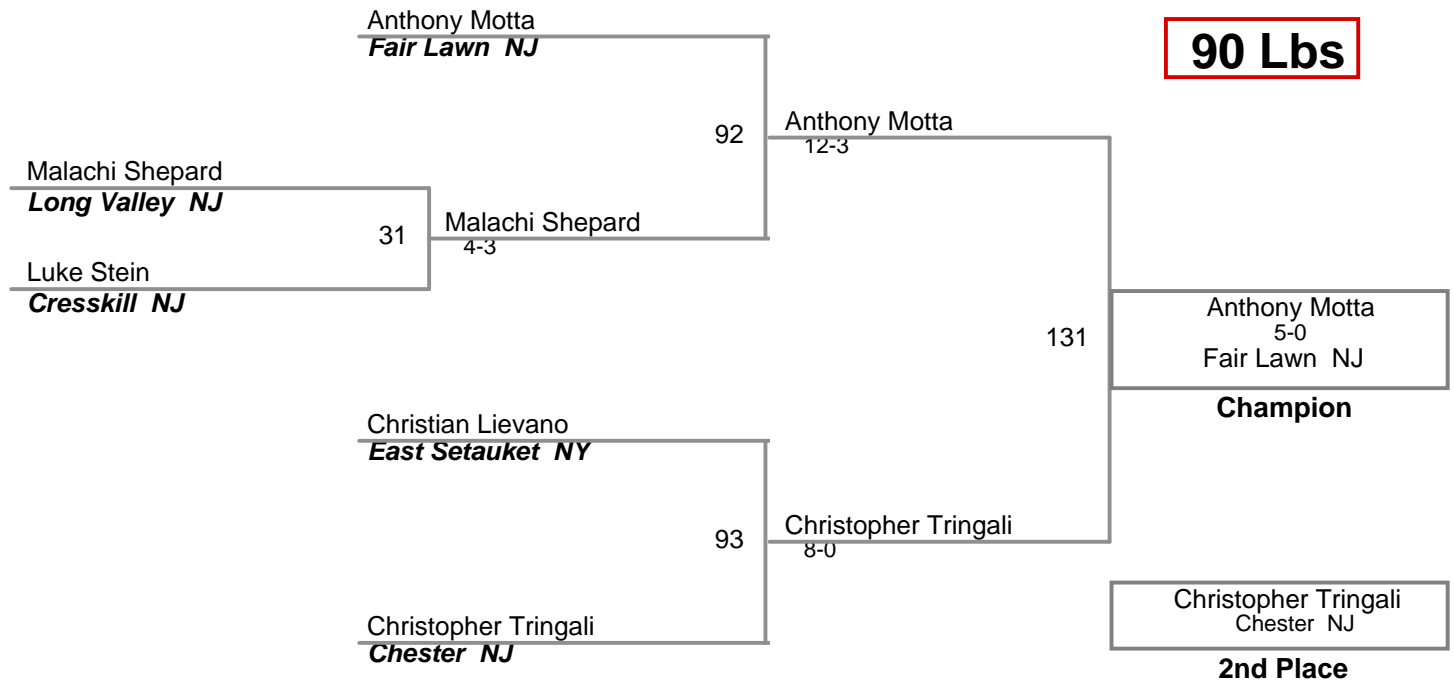 Anthony Motta
Fair Lawn NJ
90 Lbs
92
Anthony Motta
12-3
Malachi Shepard
Long Valley NJ
31
Malachi Shepard
4-3
Luke Stein
Cresskill NJ
131
Anthony Motta
5-0
Fair Lawn NJ
Champion
Christian Lievano
East Setauket NY
93
Christopher Tringali
8-0
Christopher Tringali
Chester NJ
Christopher Tringali
Chester NJ
2nd Place